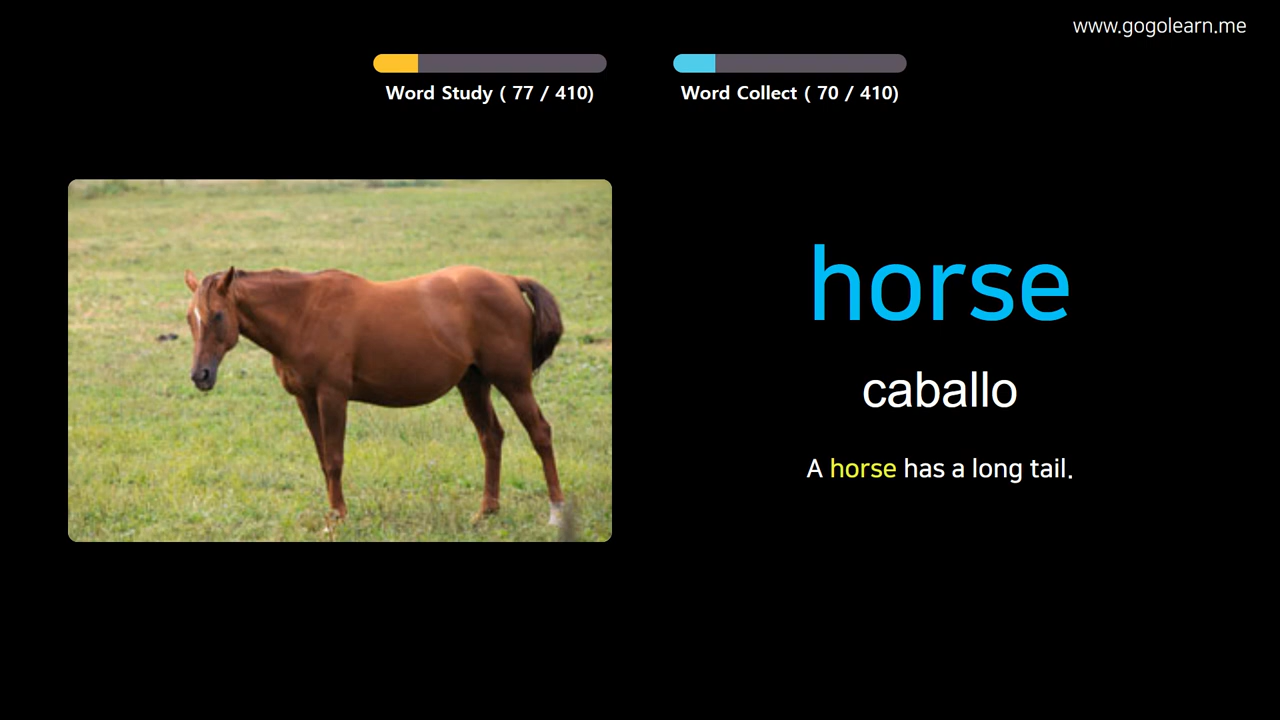 www.gogolearn.me
Word Study ( 77 / 410)
Word Collect ( 70 / 410)
horse
caballo
A horse has a long tail.